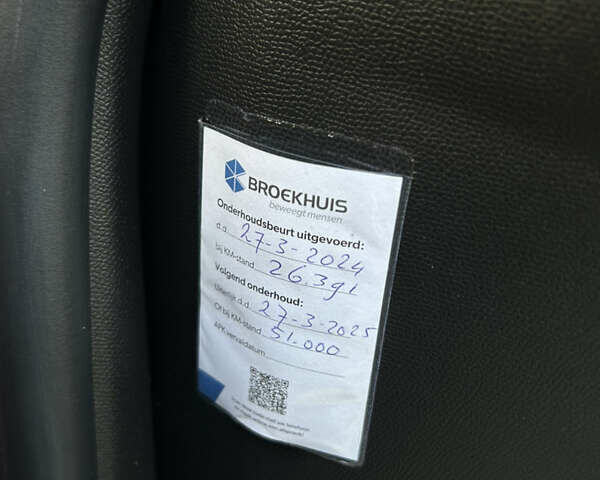 BROEKHUIS
beweegt mensen
Onderhoudsbeurt uitgevoerd:
d.d. 27-3-2024
bij KM-stand 26.391
Volgend onderhoud:
Uiterlijk d.d. 27-3-2025
Of bij KM-stand 51.000
APK vervaldatum